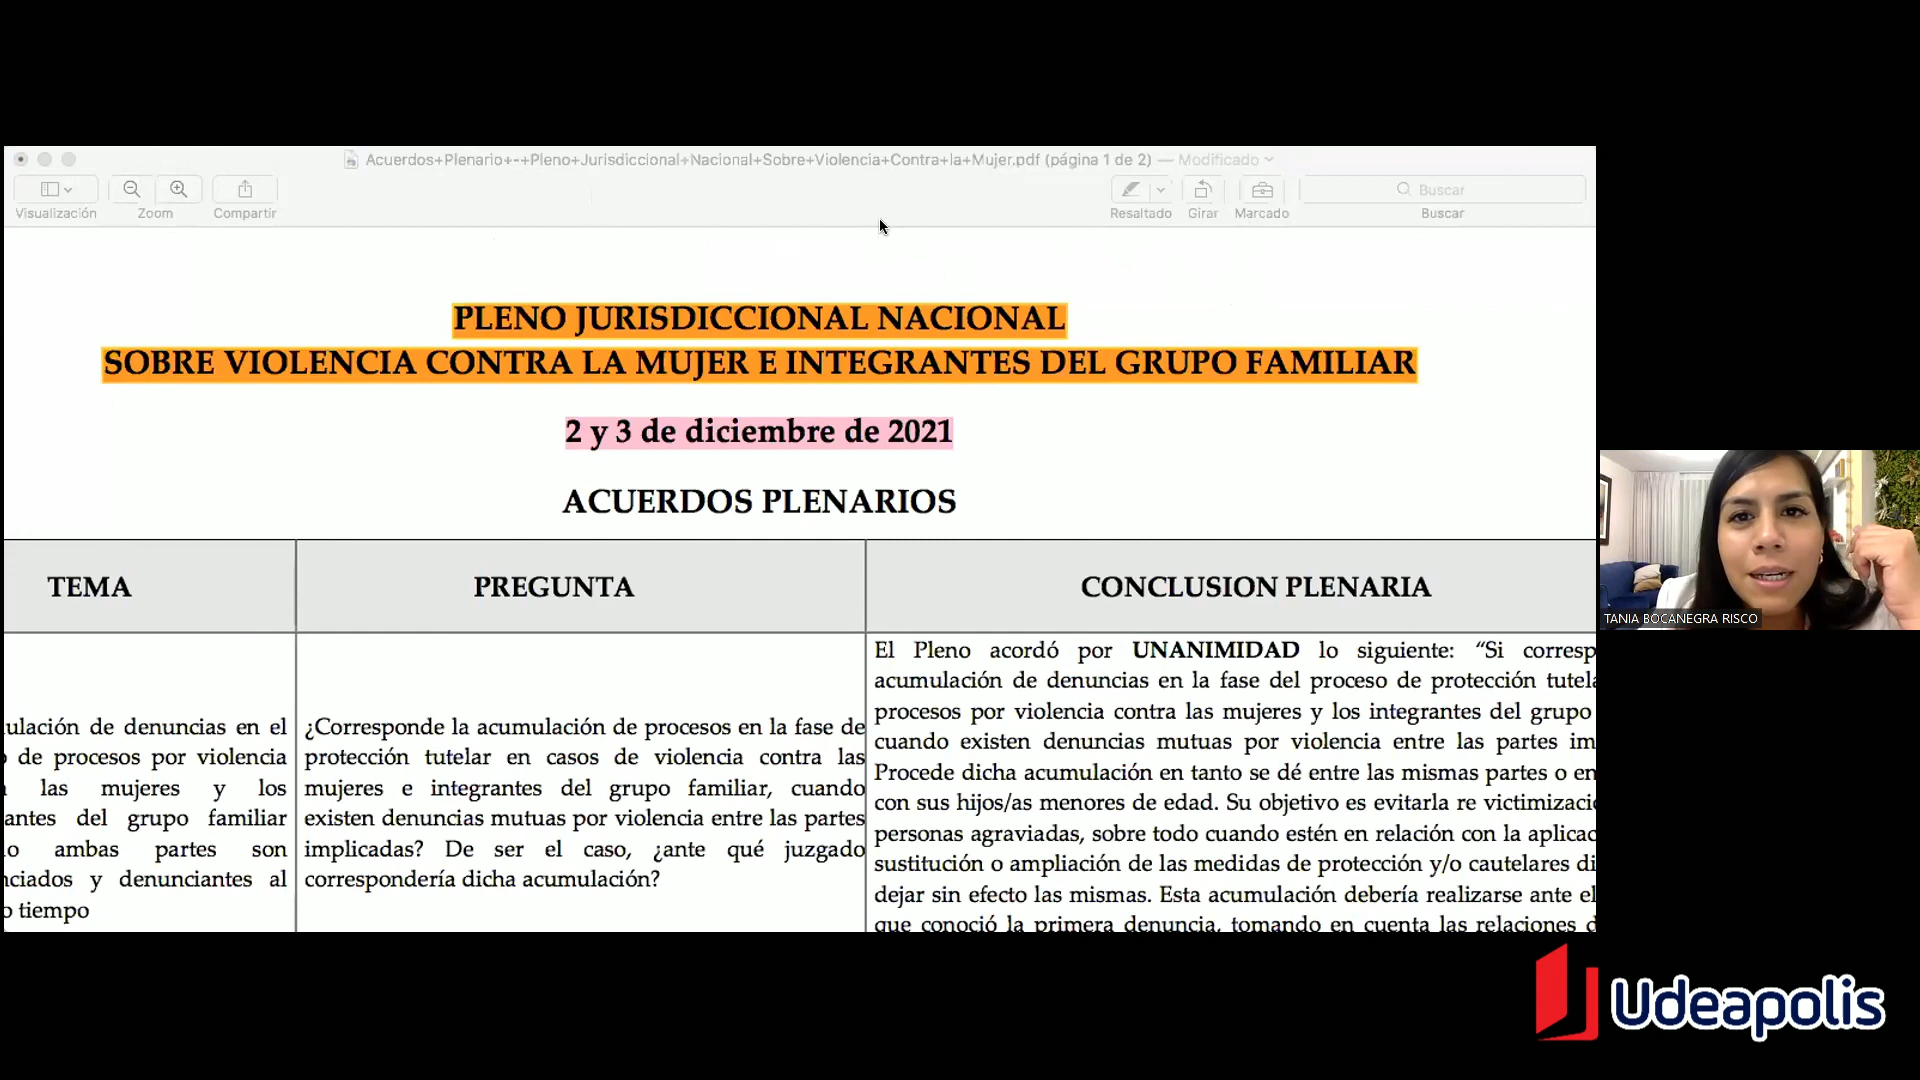 Acuerdos+Plenario+-+Pleno+Jurisdiccional+Nacional+Sobre+Violencia+Contra+la+Mujer.pdf (página 1 de 2) — Modificado
Buscar
Visualización
Zoom
Compartir
Resaltado
Girar
Marcado
Buscar
PLENO JURISDICCIONAL NACIONAL
SOBRE VIOLENCIA CONTRA LA MUJER E INTEGRANTES DEL GRUPO FAMILIAR
2 y 3 de diciembre de 2021
ACUERDOS PLENARIOS
TEMA
ulación de denuncias en el
de procesos por violencia
las mujeres y los
antes del grupo familiar
o ambas partes son
nciados y denunciantes al
o tiempo
PREGUNTA
¿Corresponde la acumulación de procesos en la fase de
protección tutelar en casos de violencia contra las
mujeres e integrantes del grupo familiar, cuando
existen denuncias mutuas por violencia entre las partes
implicadas? De ser el caso, ¿ante qué juzgado
correspondería dicha acumulación?
CONCLUSION PLENARIA
El Pleno acordó por UNANIMIDAD lo siguiente: “Si corresp
acumulación de denuncias en la fase del proceso de protección tutela
procesos por violencia contra las mujeres y los integrantes del grupo
cuando existen denuncias mutuas por violencia entre las partes im
Procede dicha acumulación en tanto se dé entre las mismas partes o en
con sus hijos/as menores de edad. Su objetivo es evitarla re victimizaci
personas agraviadas, sobre todo cuando estén en relación con la aplicac
sustitución o ampliación de las medidas de protección y/o cautelares di
dejar sin efecto las mismas. Esta acumulación debería realizarse ante el
que conoció la primera denuncia, tomando en cuenta las relaciones d
TANIA BOCANEGRA RISCO
Udeapolis